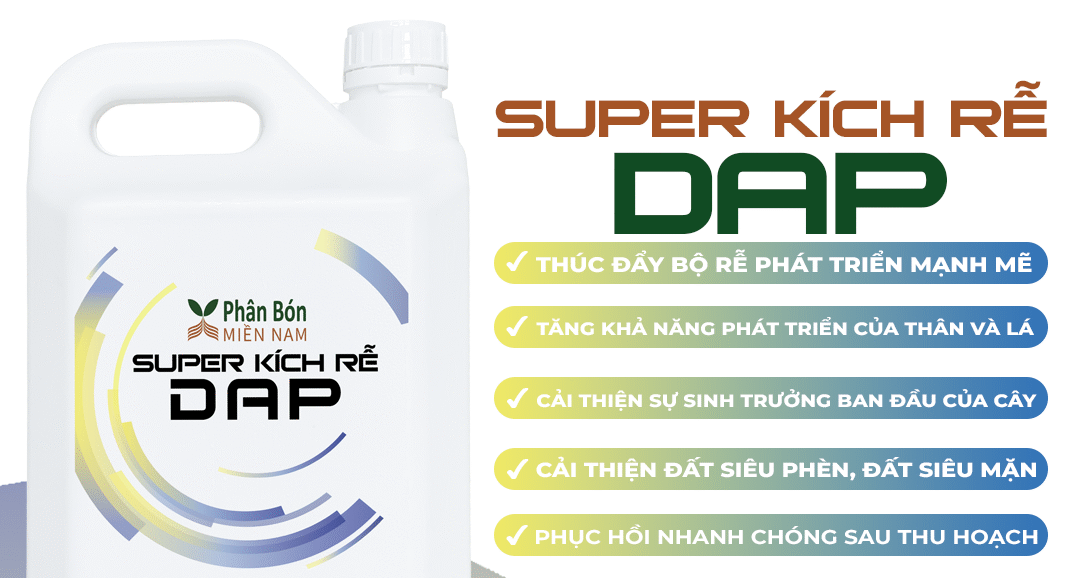 Phân Bón
MIỀN NAM
SUPER KÍCH RỄ
DAP
SUPER KÍCH RỄ
DAP
✓ THÚC ĐẨY BỘ RỄ PHÁT TRIỂN MẠNH MẼ
✓ TĂNG KHẢ NĂNG PHÁT TRIỂN CỦA THÂN VÀ LÁ
✓ CẢI THIỆN SỰ SINH TRƯỞNG BAN ĐẦU CỦA CÂY
✓ CẢI THIỆN ĐẤT SIÊU PHÈN, ĐẤT SIÊU MẶN
✓ PHỤC HỒI NHANH CHÓNG SAU THU HOẠCH